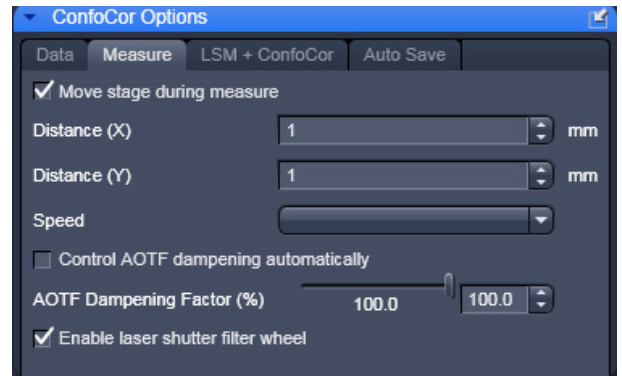 ConfoCor Options
Data Measure LSM + ConfoCor Auto Save
Move stage during measure
Distance (X) 1 mm
Distance (Y) 1 mm
Speed
Control AOTF dampening automatically
AOTF Dampening Factor (%) 100.0 100.0
Enable laser shutter filter wheel